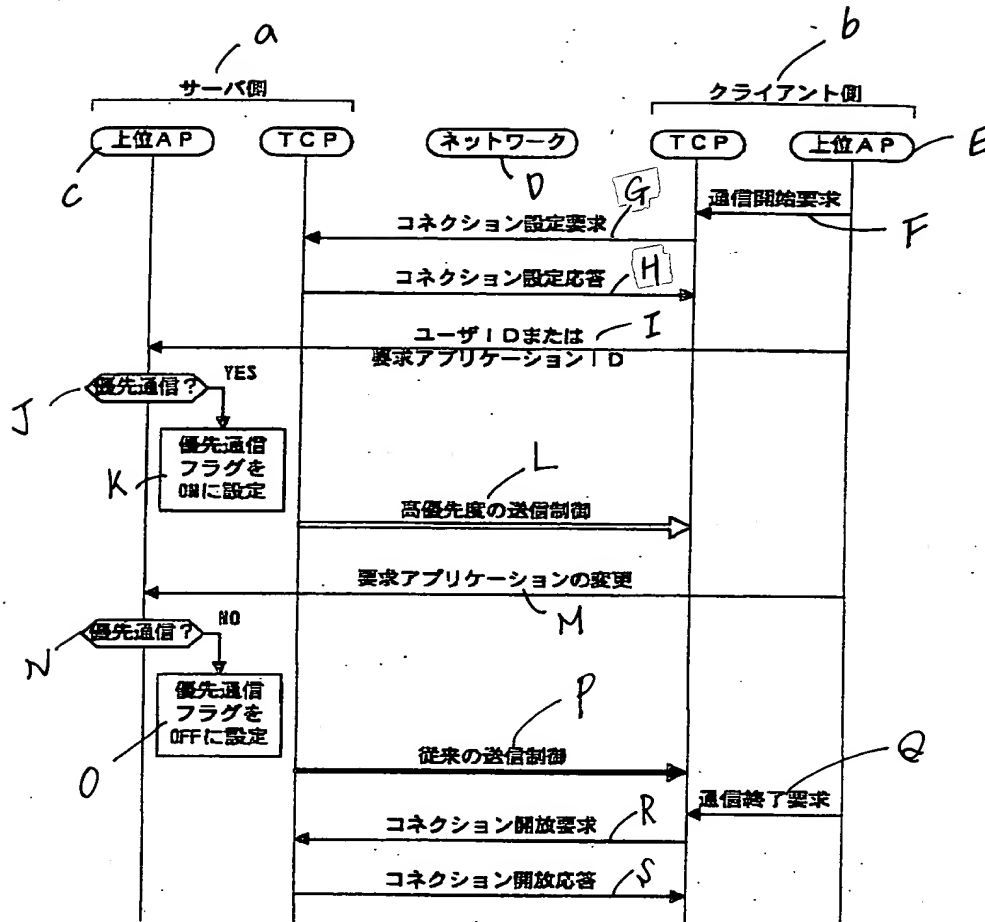 a
b
サーバ側
クライアント側
上位AP
TCP
ネットワーク
TCP
上位AP
C
D
E
通信開始要求
G
F
コネクション設定要求
コネクション設定応答
H
ユーザIDまたは
I
要求アプリケーションID
優先通信?
YES
J
優先通信
フラグを
ONに設定
K
L
高優先度の送信制御
要求アプリケーションの変更
M
優先通信?
NO
N
優先通信
フラグを
OFFに設定
O
P
従来の送信制御
Q
通信終了要求
コネクション開放要求
R
コネクション開放応答
S